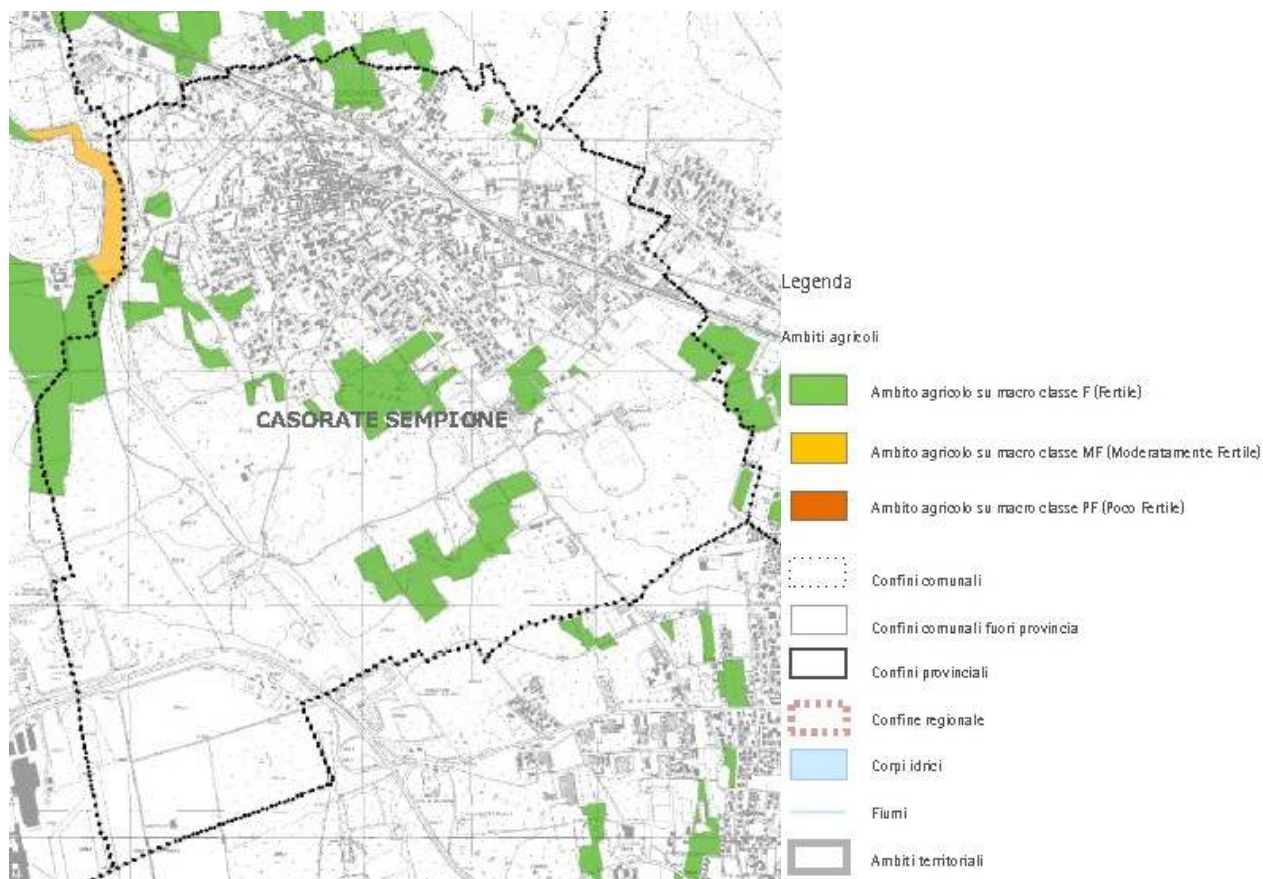 CASORATE SEMPIONE
Legenda
Ambiti agricoli
Ambito agricolo su macro classe F (Fertile)
Ambito agricolo su macro classe MF (Moderatamente Fertile)
Ambito agricolo su macro classe PF (Poco Fertile)
Confini comunali
Confini comunali fuori provincia
Confini provinciali
Confine regionale
Corpi idrici
Fiumi
Ambiti territoriali